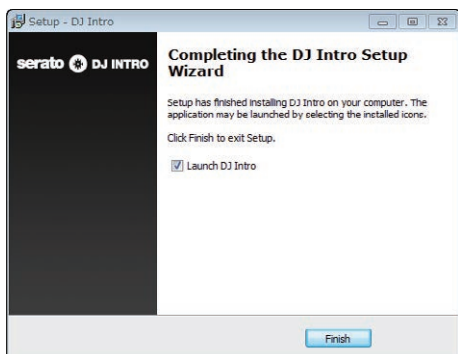 Setup - DJ Intro
serato DJ INTRO
Completing the DJ Intro Setup
Wizard
Setup has finished installing DJ Intro on your computer. The
application may be launched by selecting the installed icons.
Click Finish to exit Setup.
Launch DJ Intro
Finish